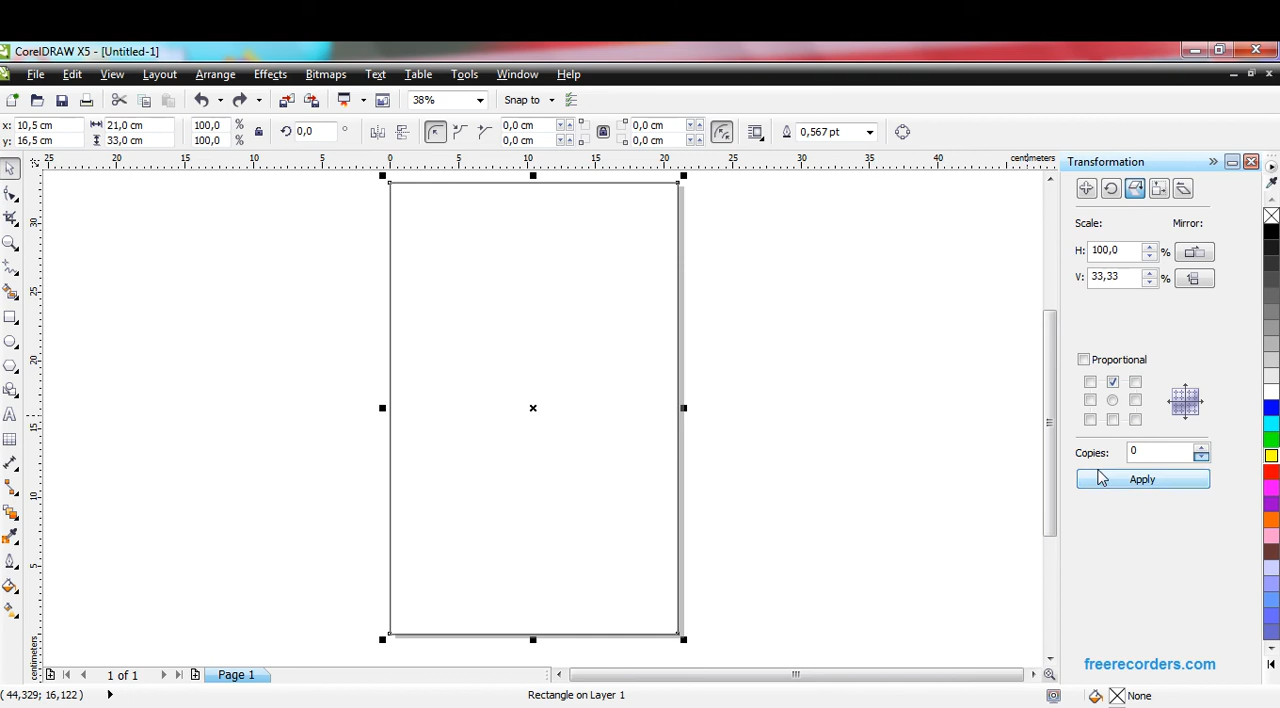 CorelDRAW X5 - [Untitled-1]
File Edit View Layout Arrange Effects Bitmaps Text Table Tools Window Help
38% Snap to
x: 10,5 cm 21,0 cm 100,0 % 0,0 ° 0,0 cm 0,0 cm 0,567 pt
y: 16,5 cm 33,0 cm 100,0 % 0,0 cm 0,0 cm
25 20 15 10 5 0 5 10 15 20 25 30 35 40 centimeters
Transformation
Scale: Mirror:
H: 100,0 %
V: 33,33 %
Proportional
Copies: 0
Apply
30
25
20
15
10
5
centimeters
freerecorders.com
1 of 1 Page 1
( 44,329; 16,122 ) Rectangle on Layer 1 None